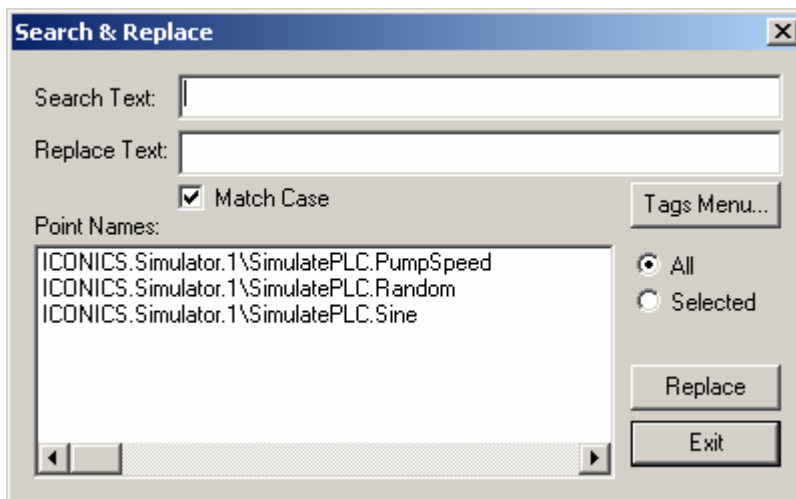 Search & Replace
Search Text:
Replace Text:
Match Case
Tags Menu...
Point Names:
ICONICS.Simulator.1\SimulatePLC.PumpSpeed
ICONICS.Simulator.1\SimulatePLC.Random
ICONICS.Simulator.1\SimulatePLC.Sine
All
Selected
Replace
Exit